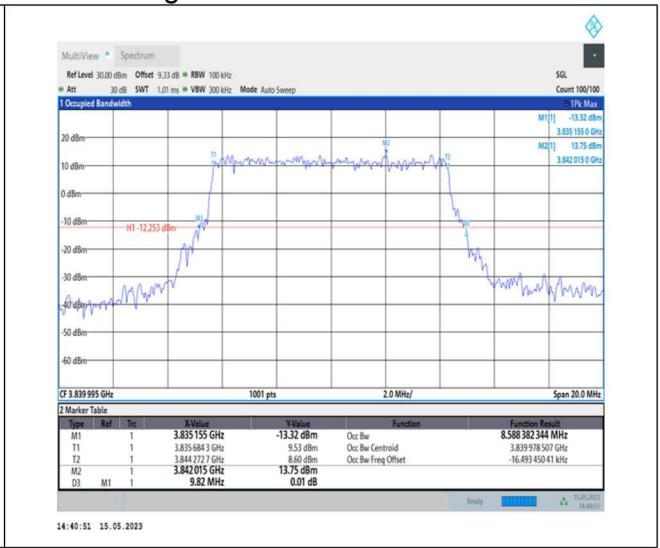 MultiView Spectrum
Ref Level 30.00 dBm Offset 9.33 dB RBW 100 kHz SGL
Att 30 dB SWT 1.01 ms VBW 300 kHz Mode Auto Sweep Count 100/100
1 Occupied Bandwidth 1Pk Max
M1[1] -13.32 dBm
3.835 155 0 GHz
M2[1] 13.75 dBm
3.842 015 0 GHz
20 dBm
M2
T1 T2
10 dBm
0 dBm
-10 dBm
M1
H1 -12.253 dBm
-20 dBm
-30 dBm
-40 dBm
-50 dBm
-60 dBm
CF 3.839 995 GHz 1001 pts 2.0 MHz/ Span 20.0 MHz
2 Marker Table
Type Ref Trc X-Value Y-Value Function Function Result
M1 1 3.835 155 GHz -13.32 dBm Occ Bw 8.588 382 344 MHz
T1 1 3.835 684 3 GHz 9.53 dBm Occ Bw Centroid 3.839 978 507 GHz
T2 1 3.844 272 7 GHz 8.60 dBm Occ Bw Freq Offset -16.493 450 41 kHz
M2 1 3.842 015 GHz 13.75 dBm
D3 M1 1 9.82 MHz 0.01 dB
Ready 15.05.2023
14:40:51
14:40:51 15.05.2023